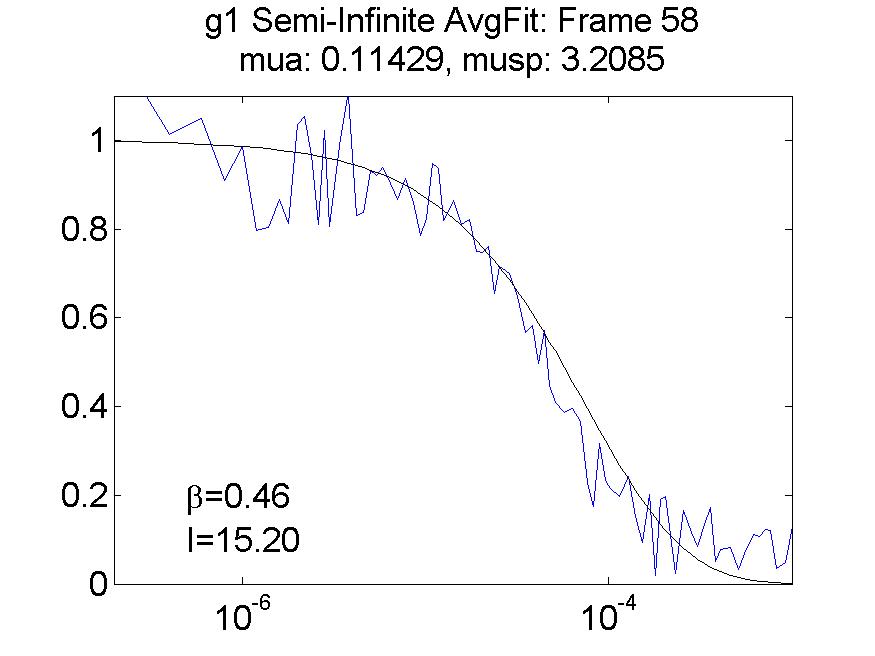 g1 Semi-Infinite AvgFit: Frame 58
mua: 0.11429, musp: 3.2085
1
0.8
0.6
0.4
0.2
0
β=0.46
I=15.20
10^-6
10^-4